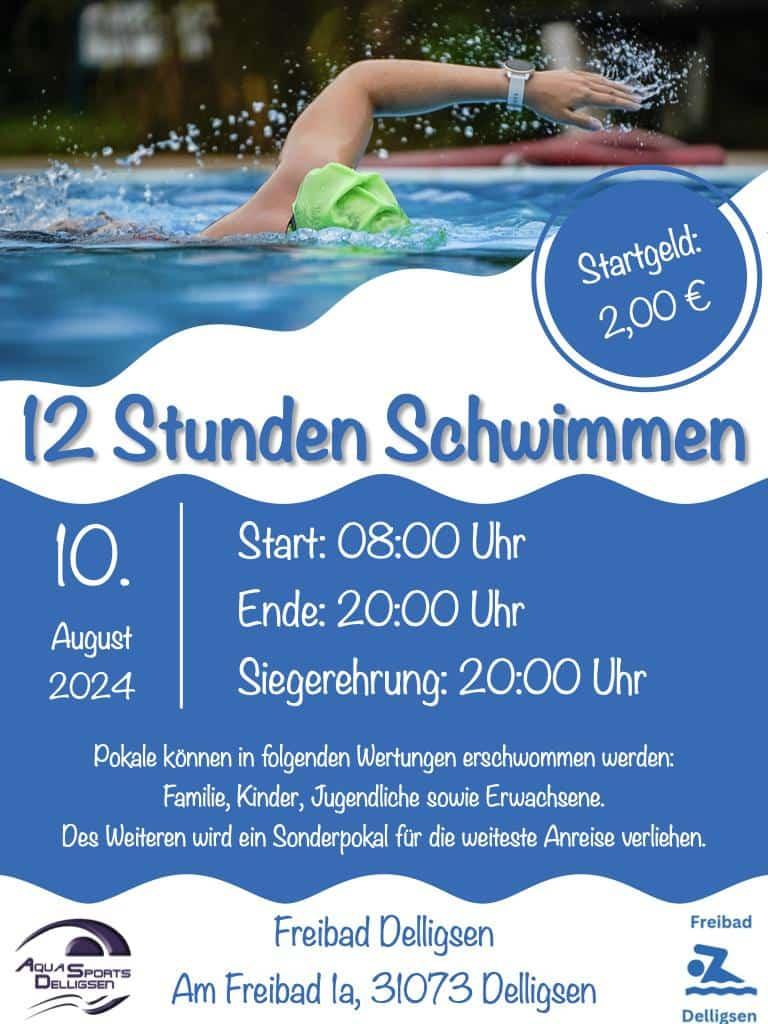 Startgeld:
2,00 €
12 Stunden Schwimmen
10.
August
2024
Start: 08:00 Uhr
Ende: 20:00 Uhr
Siegerehrung: 20:00 Uhr
Pokale können in folgenden Wertungen erschwommen werden:
Familie, Kinder, Jugendliche sowie Erwachsene.
Des Weiteren wird ein Sonderpokal für die weiteste Anreise verliehen.
Aqua Sports
Delligsen
Freibad Delligsen
Am Freibad 1a, 31073 Delligsen
Freibad
Delligsen